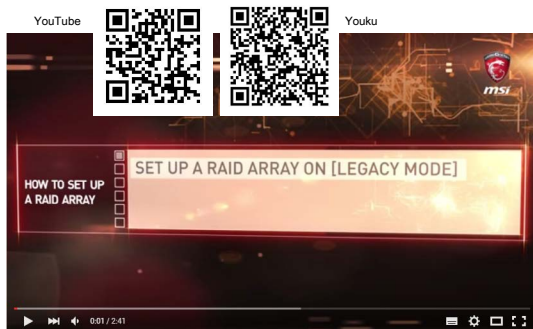 YouTube
Youku
msi
SET UP A RAID ARRAY ON [LEGACY MODE]
HOW TO SET UP
A RAID ARRAY
0:01 / 2:41